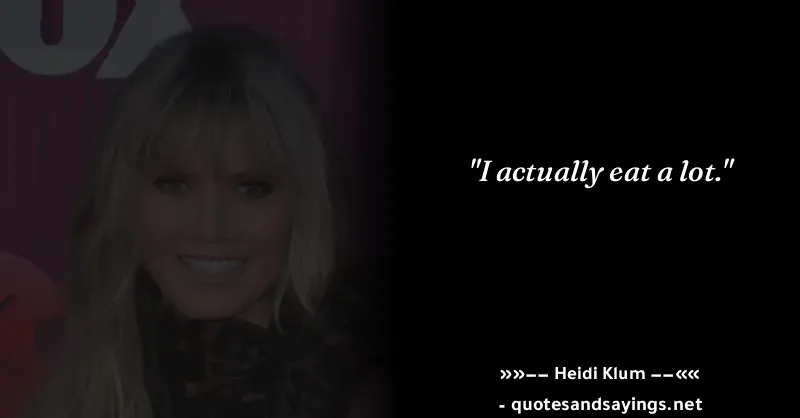 "I actually eat a lot."
»»–– Heidi Klum ––««
- quotesandsayings.net